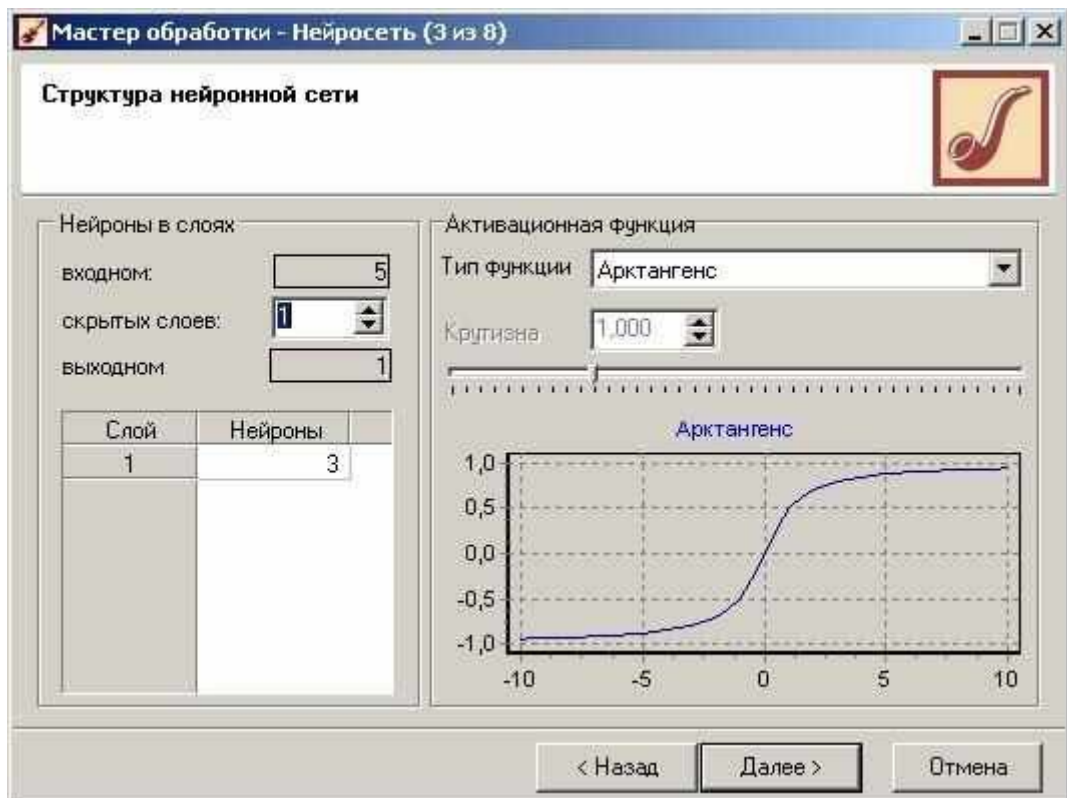 Мастер обработки - Нейросеть (3 из 8)
Структура нейронной сети
Нейроны в слоях
входном: 5
скрытых слоев: 1
выходном 1
Слой Нейроны
1 3
Активационная функция
Тип функции Арктангенс
Крутизна 1,000
Арктангенс
1,0
0,5
0,0
-0,5
-1,0
-10 -5 0 5 10
< Назад Далее > Отмена